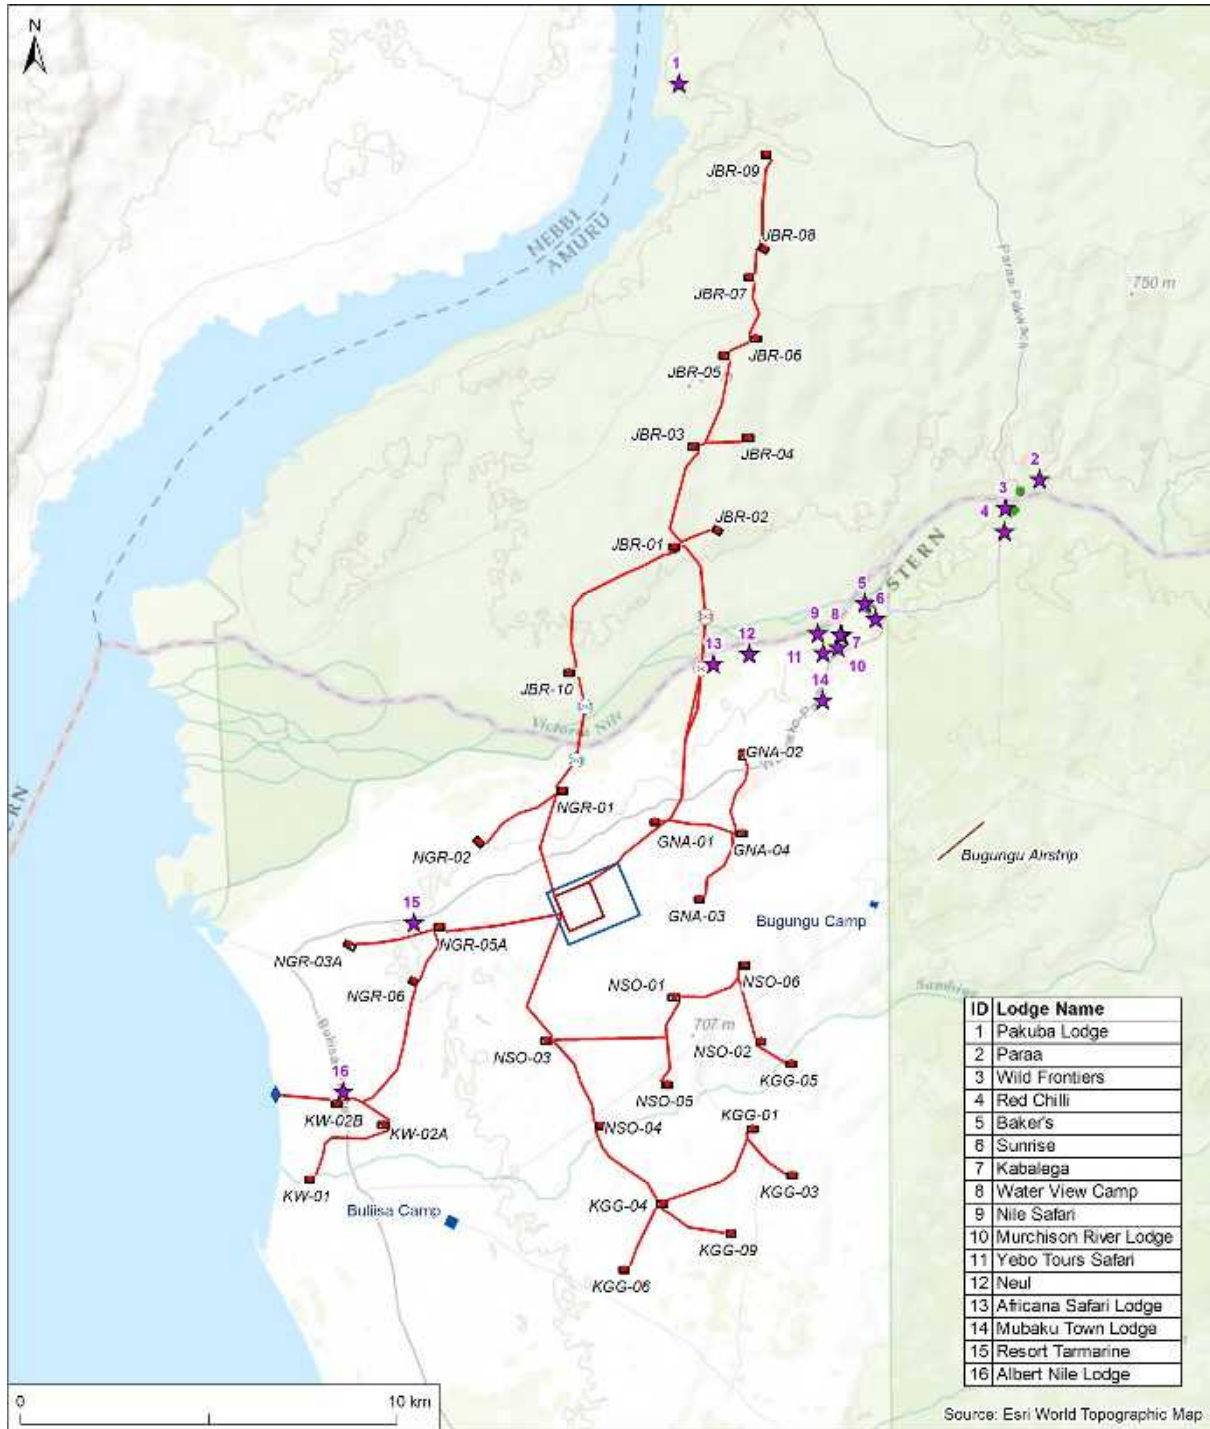 N
1
JBR-09
NEBBI
AMURU
JBR-08
Paraa-Pakwach
750 m
JBR-07
JBR-06
JBR-05
JBR-03
JBR-04
2
3
4
JBR-02
JBR-01
STERN
5
6
9
8
12
13
7
11
10
14
JBR-10
Victoria Nile
GNA-02
NGR-01
GNA-01
GNA-04
NGR-02
Bugungu Airstrip
15
GNA-03
Bugungu Camp
NGR-05A
NGR-03A
NSO-06
NGR-06
NSO-01
707 m
NSO-03
NSO-02
16
KGG-05
NSO-05
KW-02B
KGG-01
NSO-04
KW-02A
KGG-03
KW-01
KGG-04
Buliisa Camp
KGG-09
KGG-06
ID Lodge Name
1 Pakuba Lodge
2 Paraa
3 Wild Frontiers
4 Red Chilli
5 Baker's
6 Sunrise
7 Kabalega
8 Water View Camp
9 Nile Safari
10 Murchison River Lodge
11 Yebo Tours Safari
12 Neul
13 Africana Safari Lodge
14 Mubaku Town Lodge
15 Resort Tarmarine
16 Albert Nile Lodge
0 10 km
Source: Esri World Topographic Map